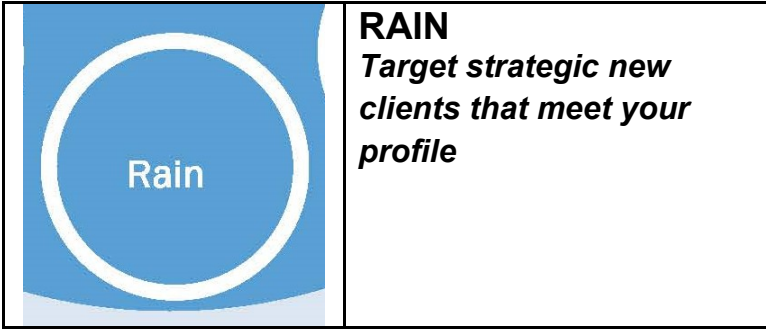 Rain
RAIN
Target strategic new
clients that meet your
profile